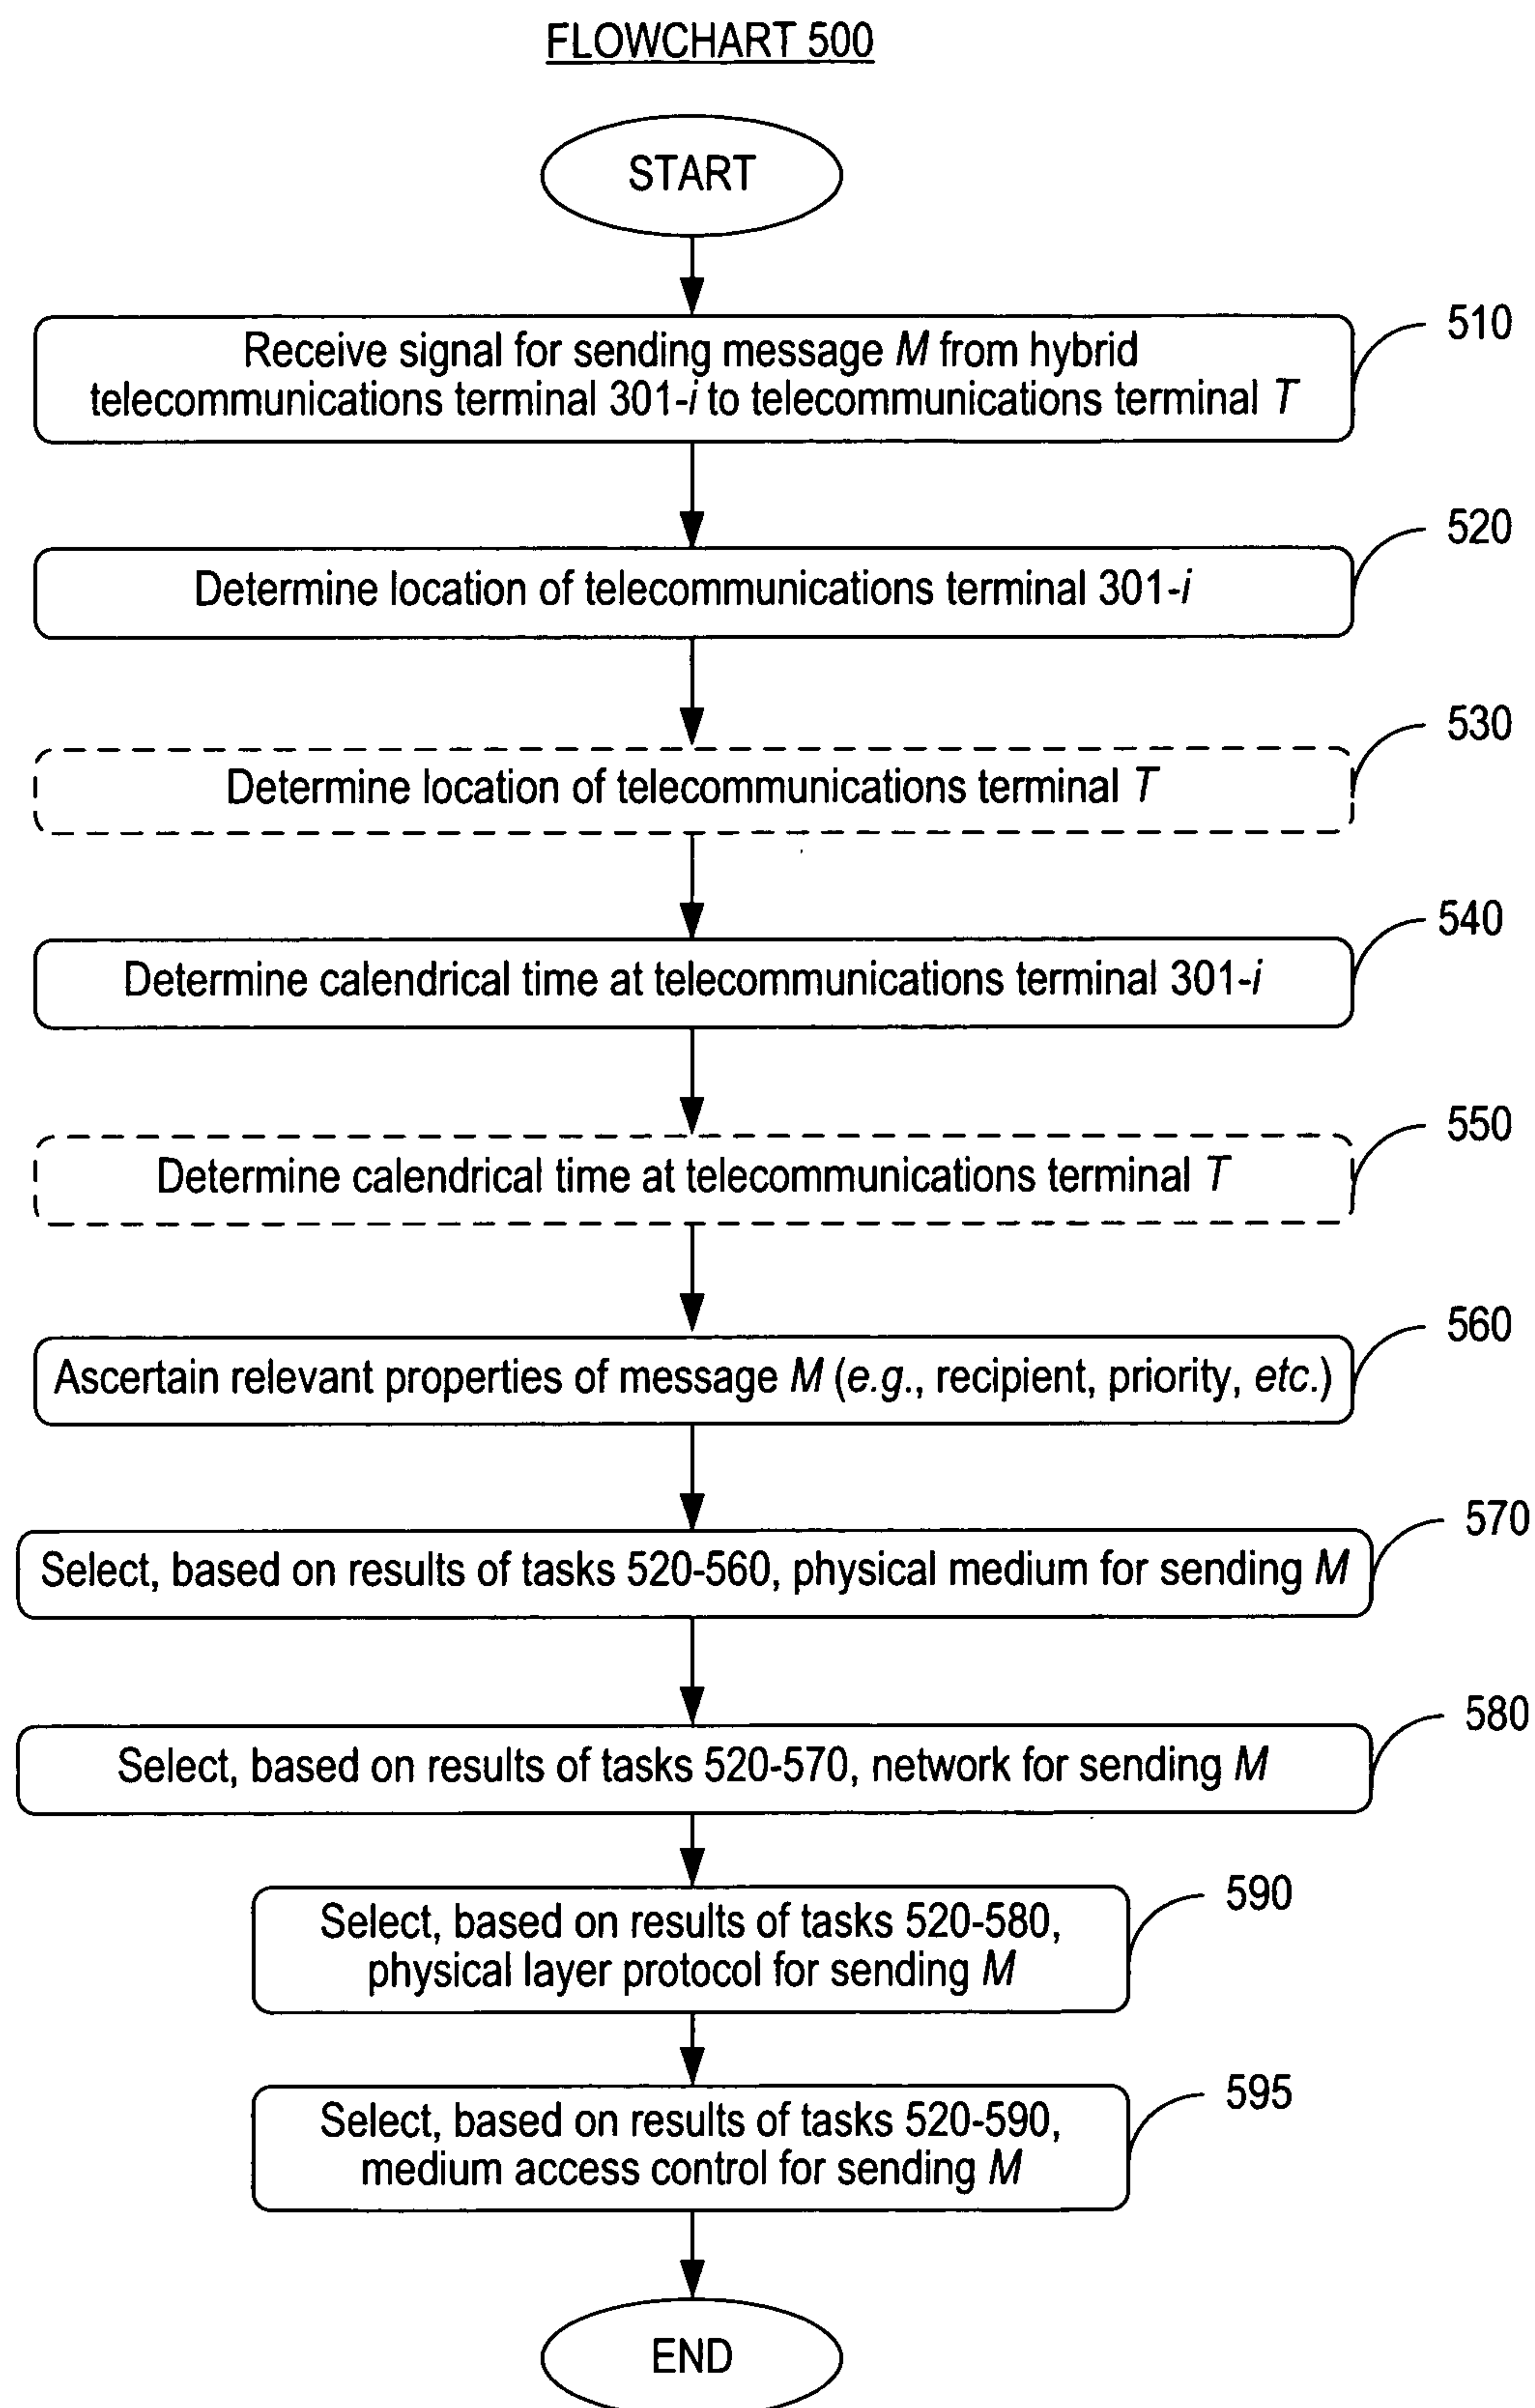 FLOWCHART 500
START
Receive signal for sending message M from hybrid
telecommunications terminal 301-i to telecommunications terminal T
510
Determine location of telecommunications terminal 301-i
520
Determine location of telecommunications terminal T
530
Determine calendrical time at telecommunications terminal 301-i
540
Determine calendrical time at telecommunications terminal T
550
Ascertain relevant properties of message M (e.g., recipient, priority, etc.)
560
Select, based on results of tasks 520-560, physical medium for sending M
570
Select, based on results of tasks 520-570, network for sending M
580
Select, based on results of tasks 520-580,
physical layer protocol for sending M
590
Select, based on results of tasks 520-590,
medium access control for sending M
595
END